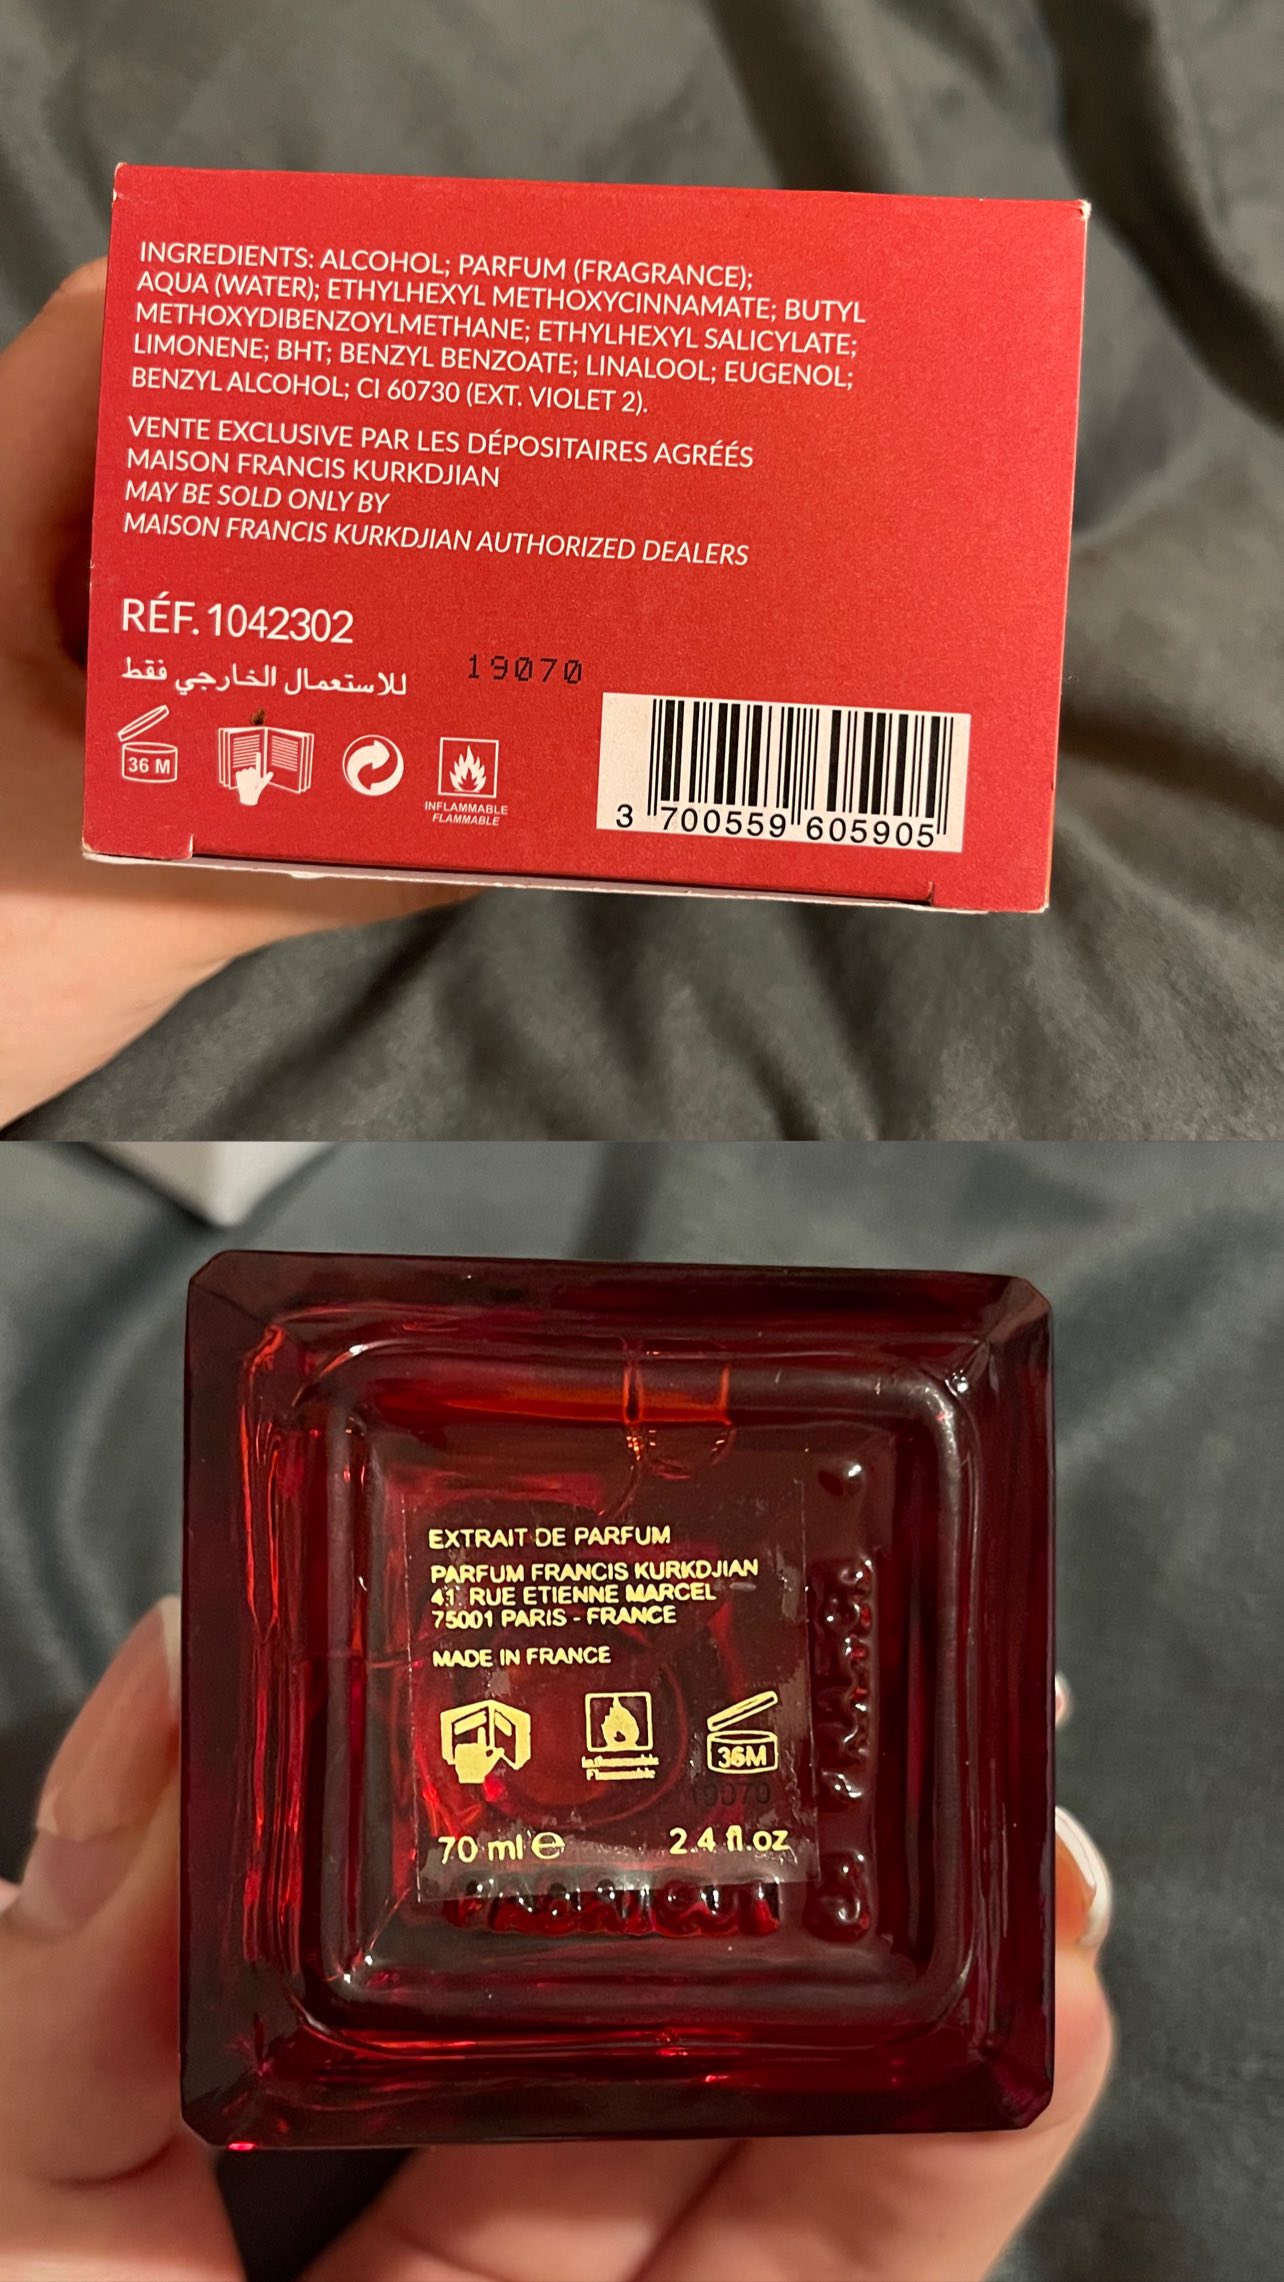 INGREDIENTS: ALCOHOL; PARFUM (FRAGRANCE);
AQUA (WATER); ETHYLHEXYL METHOXYCINNAMATE; BUTYL
METHOXYDIBENZOYLMETHANE; ETHYLHEXYL SALICYLATE;
LIMONENE; BHT; BENZYL BENZOATE; LINALOOL; EUGENOL;
BENZYL ALCOHOL; CI 60730 (EXT. VIOLET 2).
VENTE EXCLUSIVE PAR LES DÉPOSITAIRES AGRÉÉS
MAISON FRANCIS KURKDJIAN
MAY BE SOLD ONLY BY
MAISON FRANCIS KURKDJIAN AUTHORIZED DEALERS
RÉF. 1042302
للاستعمال الخارجي فقط
19070
36 M
INFLAMMABLE
FLAMMABLE
3 700559 605905
EXTRAIT DE PARFUM
PARFUM FRANCIS KURKDJIAN
41, RUE ETIENNE MARCEL
75001 PARIS - FRANCE
MADE IN FRANCE
Inflammable
Flammable
36M
19070
70 ml ℮ 2.4 fl.oz